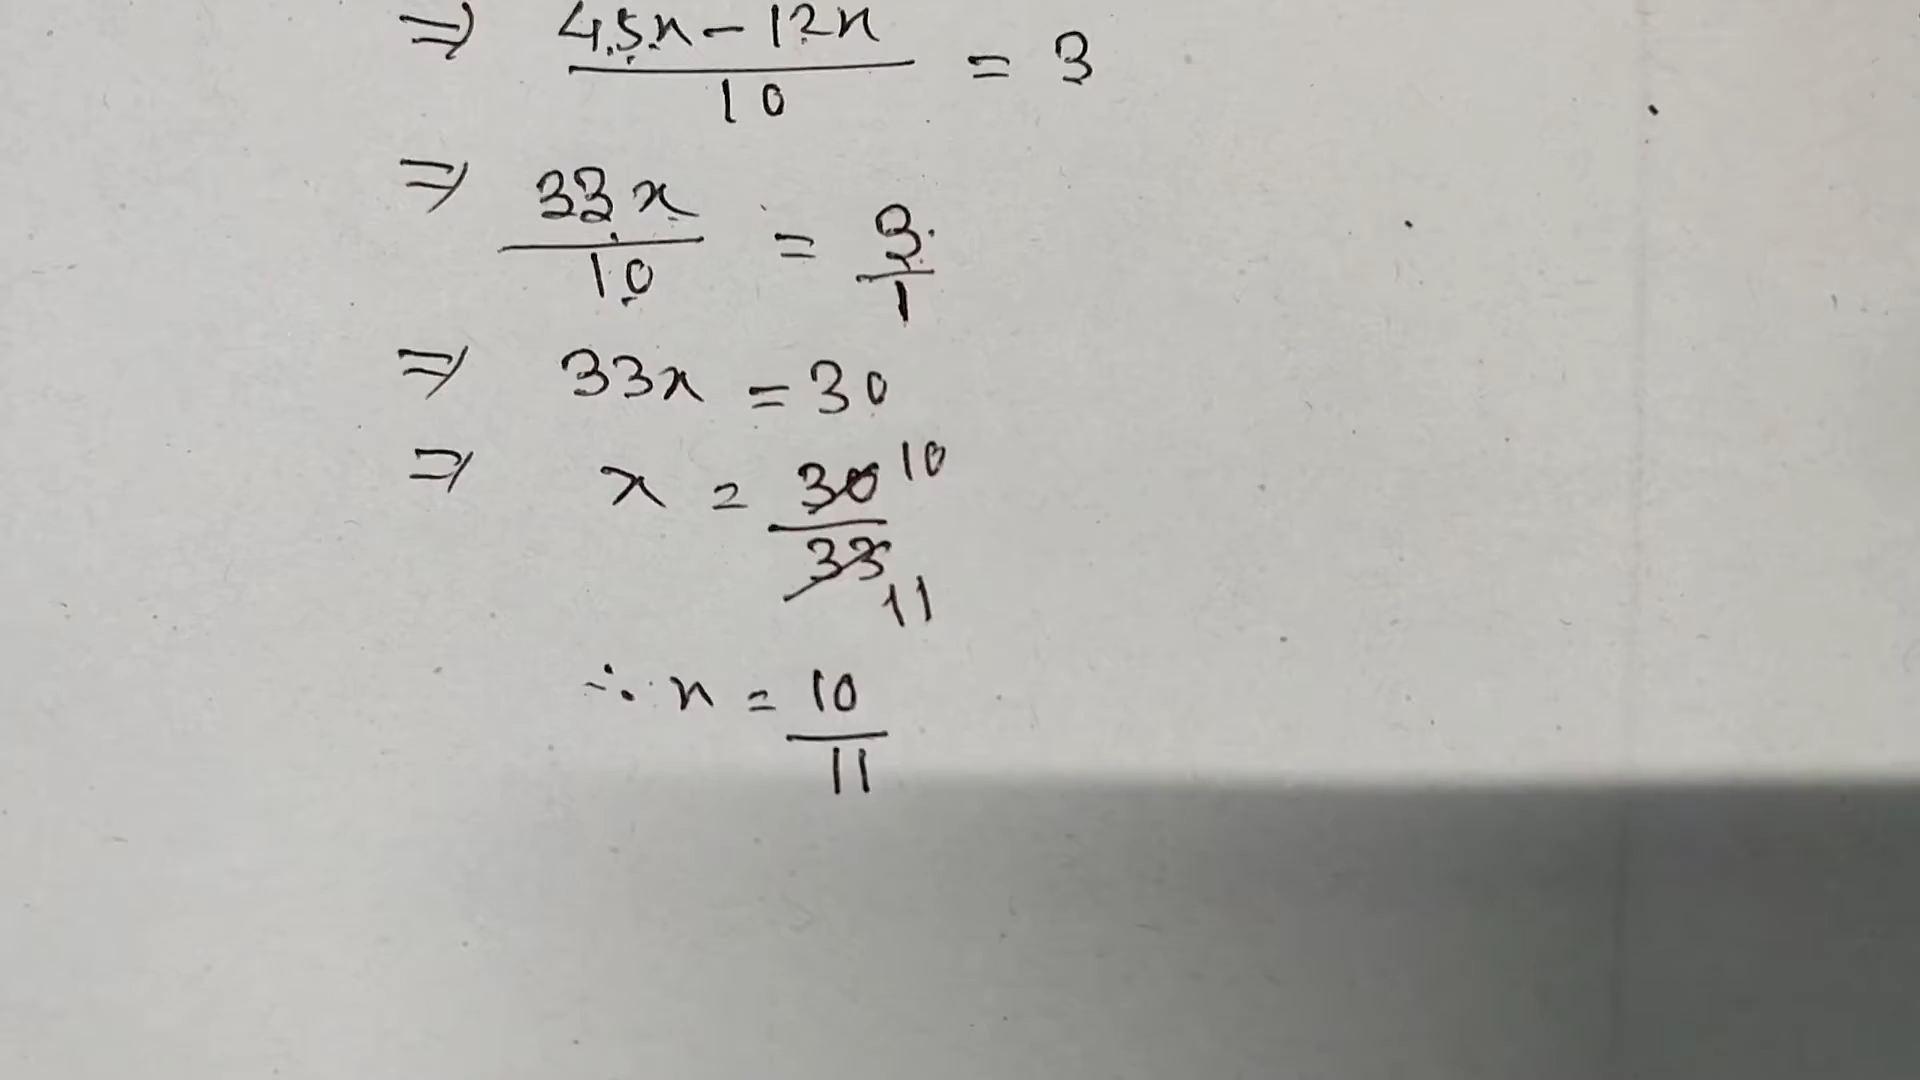 ⇒ (45x - 12x)/10 = 3
⇒ 33x/10 = 3/1
⇒ 33x = 30
⇒ x = 30/33 10 11
∴ x = 10/11